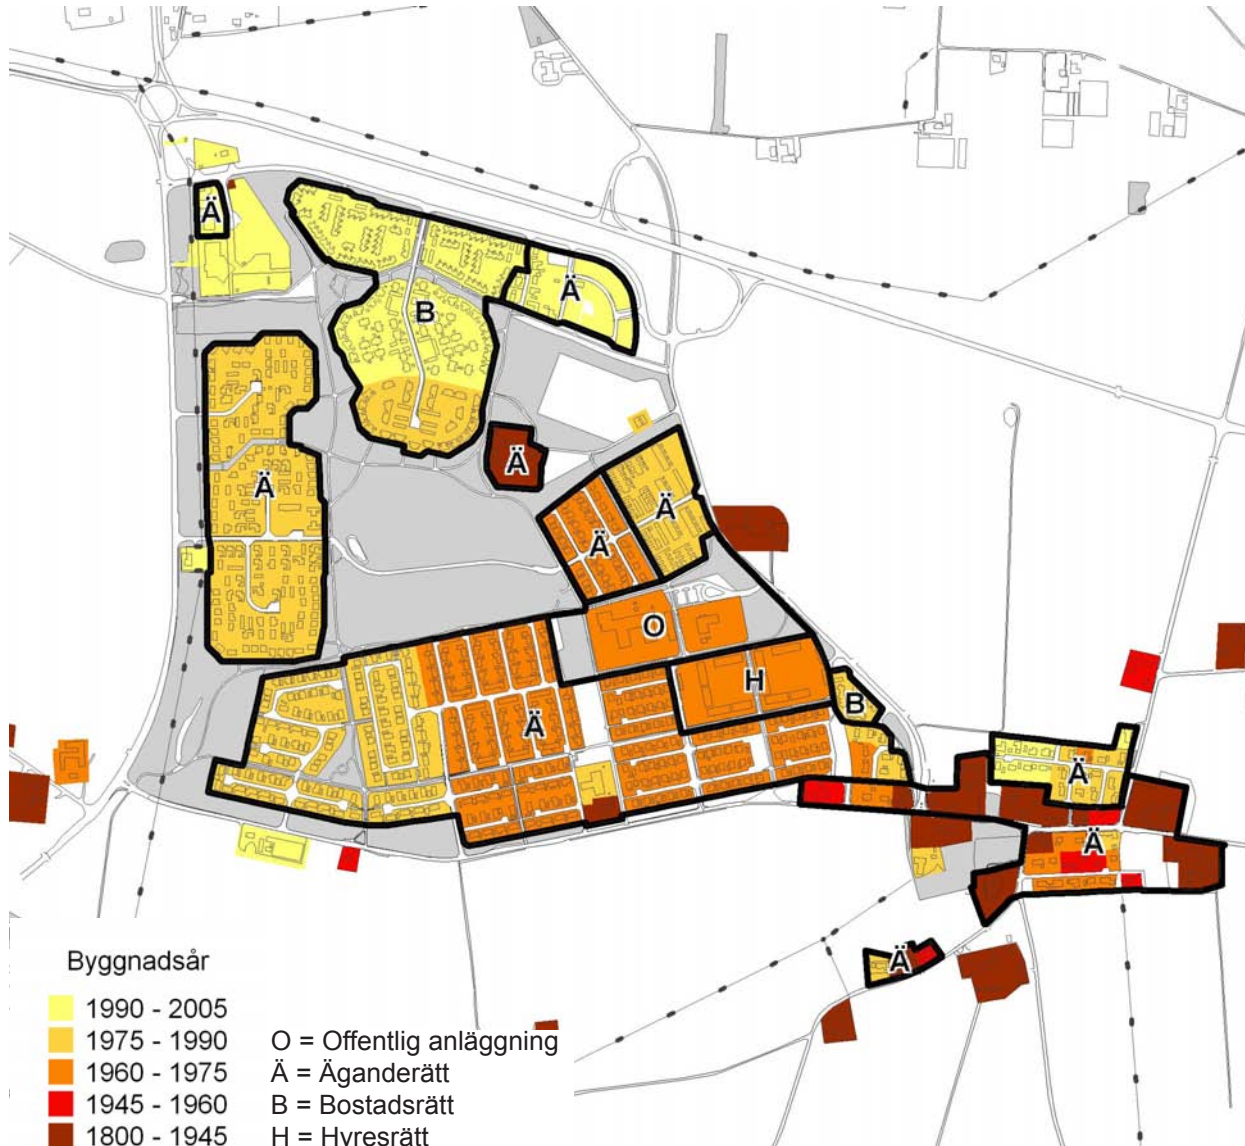 Ä
Ä
B
Ä
Ä
Ä
Ä
O
H
B
Ä
Ä
Ä
Ä
Byggnadsår
1990 - 2005
1975 - 1990
1960 - 1975
1945 - 1960
1800 - 1945
O = Offentlig anläggning
Ä = Äganderätt
B = Bostadsrätt
H = Hyresrätt